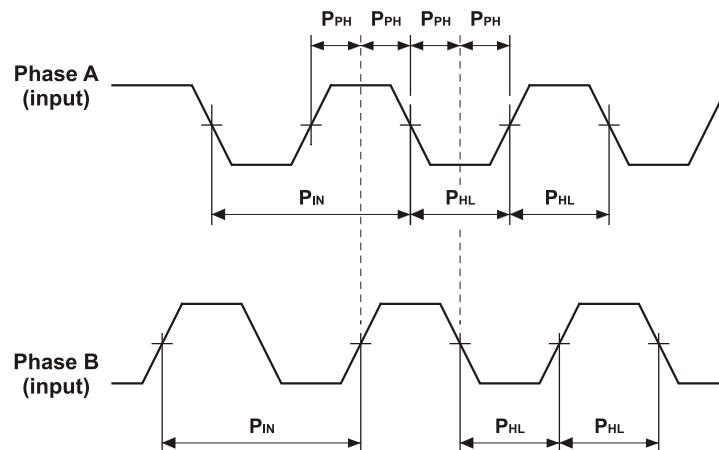 PPH PPH PPH PPH
Phase A
(input)
PIN PHL PHL
Phase B
(input)
PIN PHL PHL